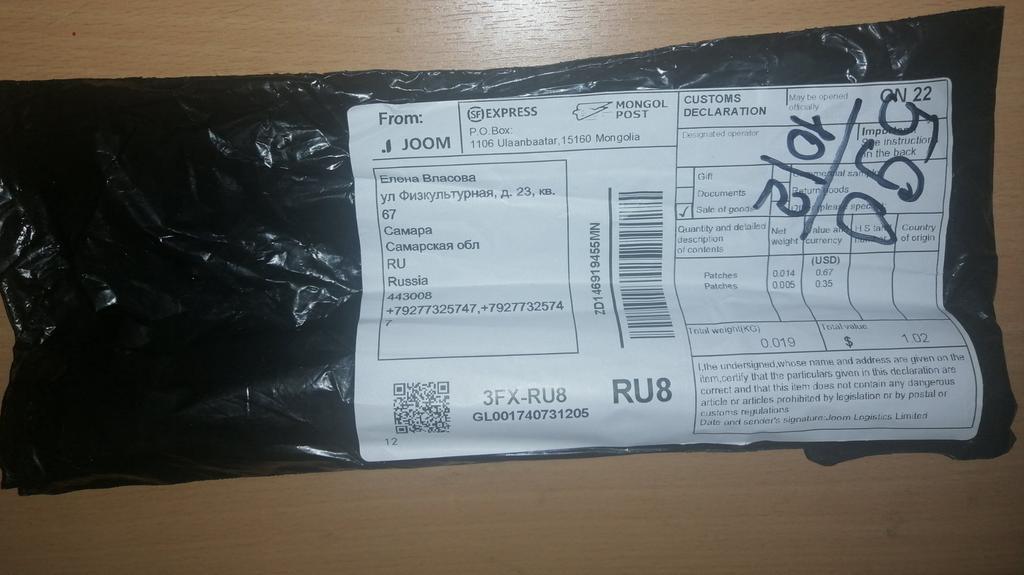 From:
JOOM
SF EXPRESS
MONGOL
POST
P.O.Box:
1106 Ulaanbaatar,15160 Mongolia
Елена Власова
ул Физкультурная, д. 23, кв.
67
Самара
Самарская обл
RU
Russia
443008
+79277325747,+7927732574
7
ZD146919455MN
3FX-RU8
GL001740731205
RU8
12
CUSTOMS
DECLARATION
May be opened
officially
CN 22
Designated operator
Important
See instruction
on the back
Gift
Documents
Return goods
✓ Sale of goods
please
Quantity and detailed
description
of contents
Net
weight
Value and
currency
Country
of origin
(USD)
Patches 0.014 0.67
Patches 0.005 0.35
Total weight(KG)
0.019
Total value
$ 1.02
I,the undersigned,whose name and address are given on the
item,certify that the particulars given in this declaration are
correct and that this item does not contain any dangerous
article or articles prohibited by legislation or by postal or
customs regulations
Date and sender's signature:Joom Logistics Limited
590
10/12